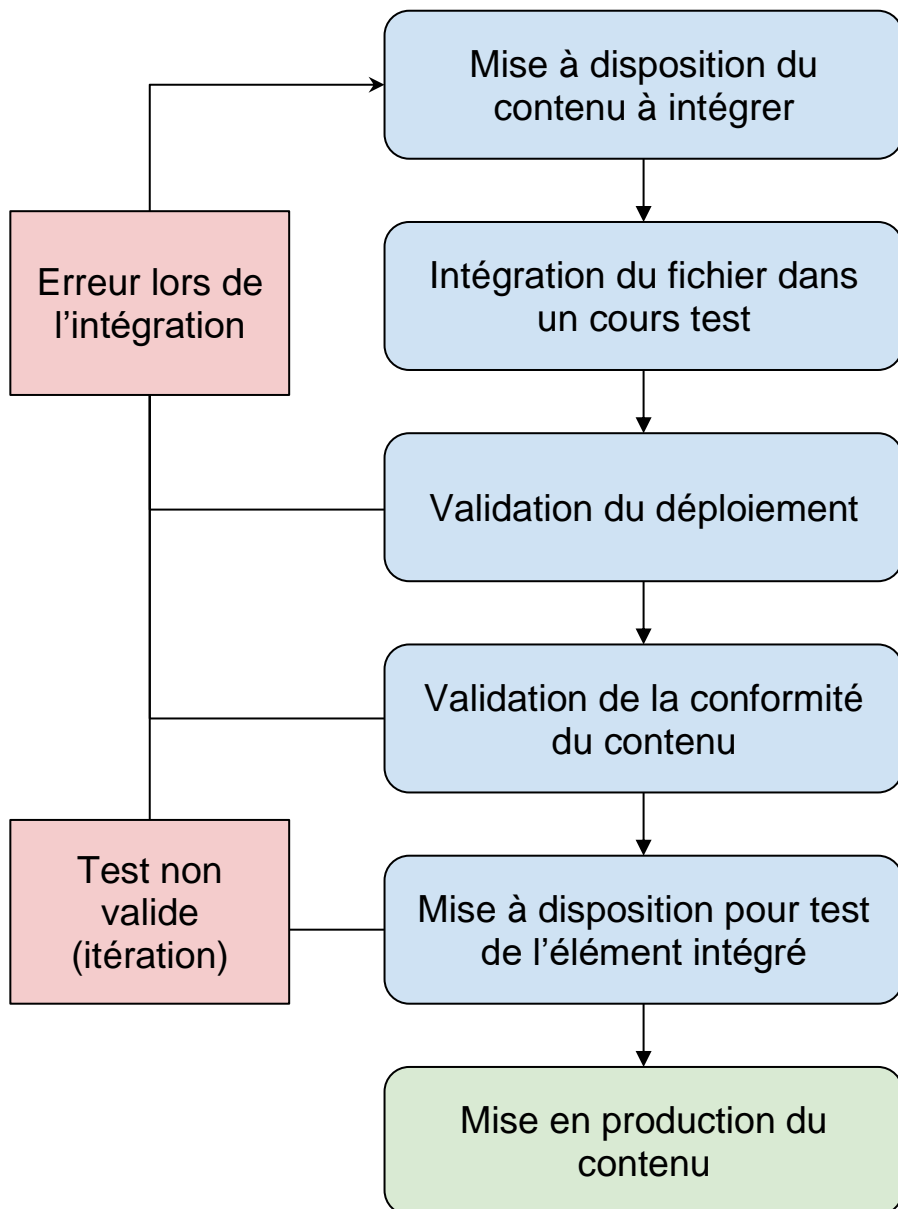 Mise à disposition du
contenu à intégrer
Erreur lors de
l’intégration
Intégration du fichier dans
un cours test
Validation du déploiement
Validation de la conformité
du contenu
Test non
valide
(itération)
Mise à disposition pour test
de l’élément intégré
Mise en production du
contenu